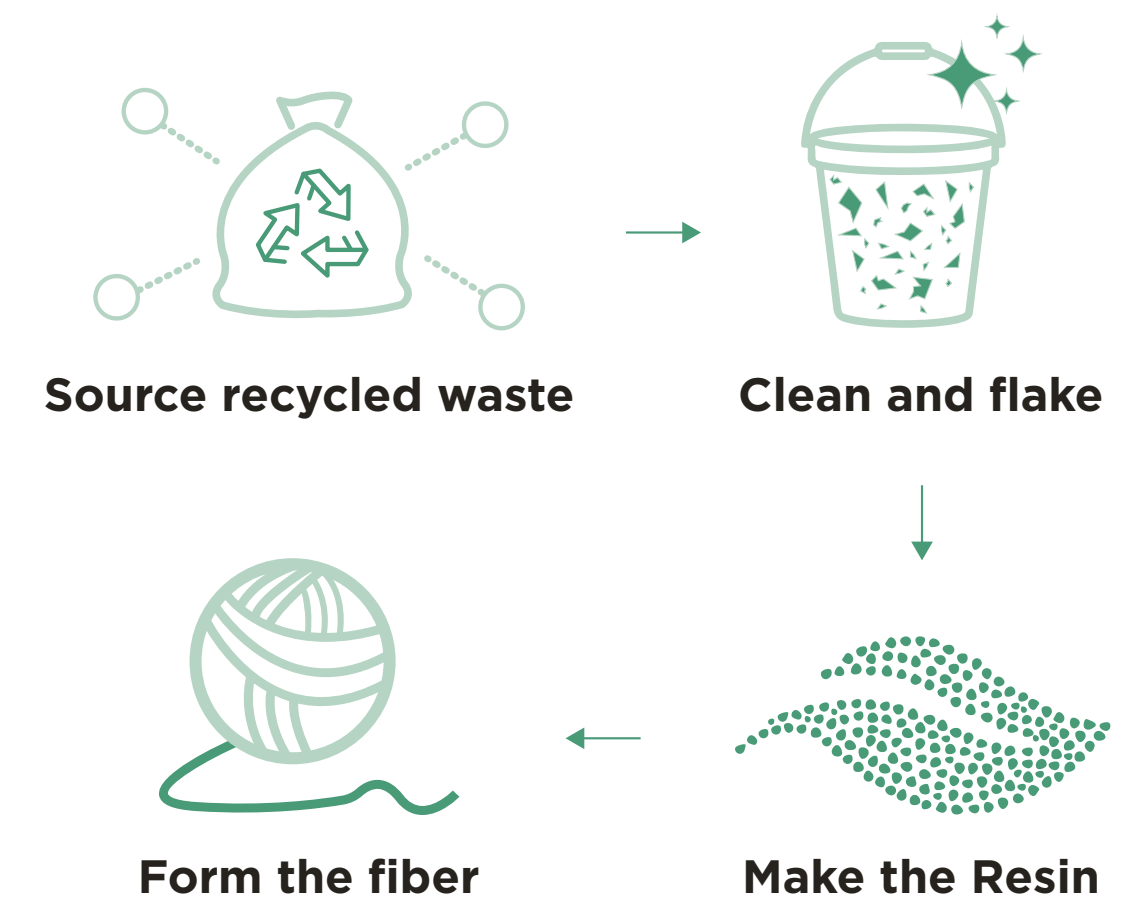 Source recycled waste
Clean and flake
Form the fiber
Make the Resin